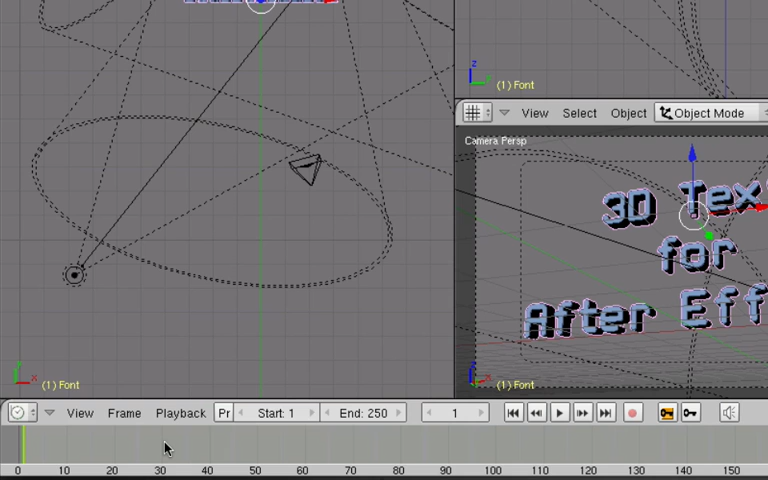 z
(1) Font
View Select Object Object Mode
Camera Persp
3D Tex
for
After Eff
x
(1) Font
(1) Font
View Frame Playback Pr Start: 1 End: 250 1
0 10 20 30 40 50 60 70 80 90 100 110 120 130 140 150